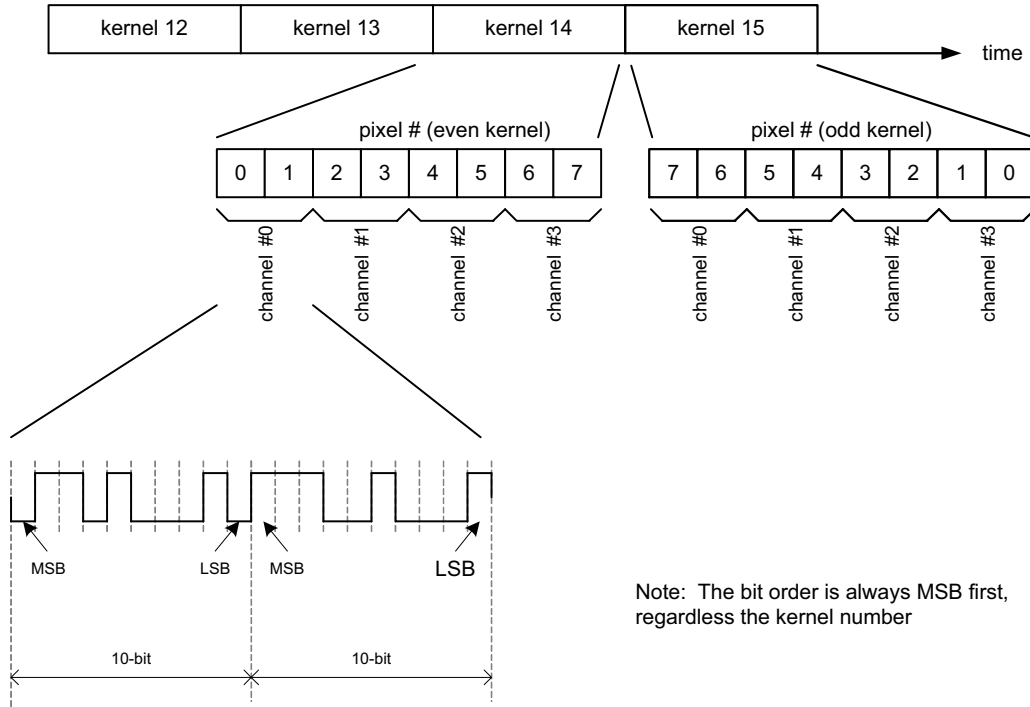 kernel 12 kernel 13 kernel 14 kernel 15
time
pixel # (even kernel) pixel # (odd kernel)
0 1 2 3 4 5 6 7 7 6 5 4 3 2 1 0
channel #0 channel #1 channel #2 channel #3 channel #0 channel #1 channel #2 channel #3
MSB LSB MSB LSB
Note: The bit order is always MSB first,
regardless the kernel number
10-bit 10-bit